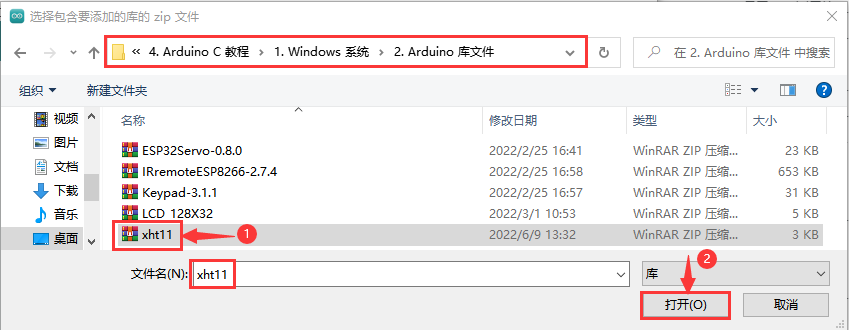 选择包含要添加的库的 zip 文件
« 4. Arduino C 教程 > 1. Windows 系统 > 2. Arduino 库文件
在 2. Arduino 库文件 中搜索
组织 新建文件夹
视频
图片
文档
下载
音乐
桌面
名称 修改日期 类型 大小
ESP32Servo-0.8.0 2022/2/25 16:41 WinRAR ZIP 压缩... 23 KB
IRremoteESP8266-2.7.4 2022/2/25 16:58 WinRAR ZIP 压缩... 653 KB
Keypad-3.1.1 2022/2/25 16:57 WinRAR ZIP 压缩... 31 KB
LCD_128X32 2022/3/1 10:53 WinRAR ZIP 压缩... 5 KB
xht11 2022/6/9 13:32 WinRAR ZIP 压缩... 3 KB
1
文件名(N): xht11 库
2
打开(O) 取消